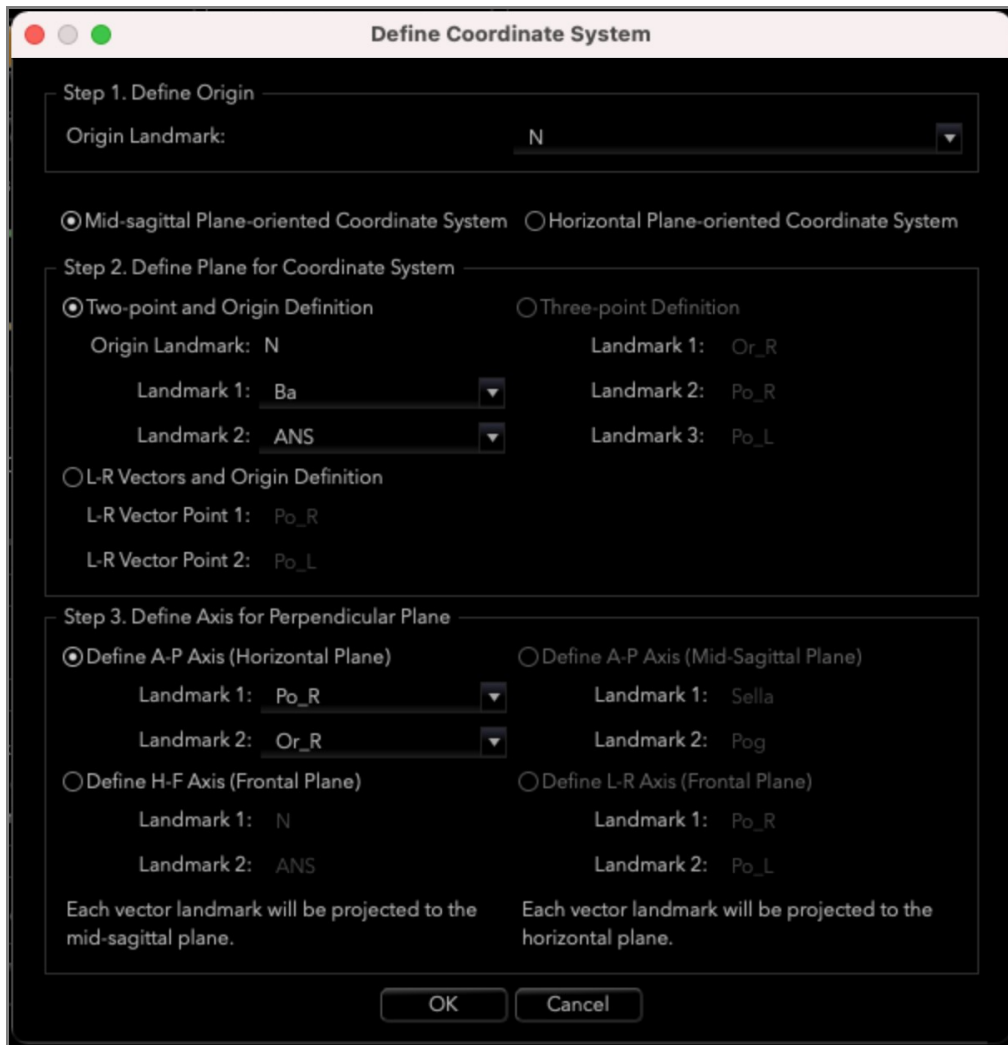 Define Coordinate System
Step 1. Define Origin
Origin Landmark: N
Mid-sagittal Plane-oriented Coordinate System Horizontal Plane-oriented Coordinate System
Step 2. Define Plane for Coordinate System
Two-point and Origin Definition Three-point Definition
Origin Landmark: N Landmark 1: Or_R
Landmark 1: Ba Landmark 2: Po_R
Landmark 2: ANS Landmark 3: Po_L
L-R Vectors and Origin Definition
L-R Vector Point 1: Po_R
L-R Vector Point 2: Po_L
Step 3. Define Axis for Perpendicular Plane
Define A-P Axis (Horizontal Plane) Define A-P Axis (Mid-Sagittal Plane)
Landmark 1: Po_R Landmark 1: Sella
Landmark 2: Or_R Landmark 2: Pog
Define H-F Axis (Frontal Plane) Define L-R Axis (Frontal Plane)
Landmark 1: N Landmark 1: Po_R
Landmark 2: ANS Landmark 2: Po_L
Each vector landmark will be projected to the Each vector landmark will be projected to the
mid-sagittal plane. horizontal plane.
OK Cancel